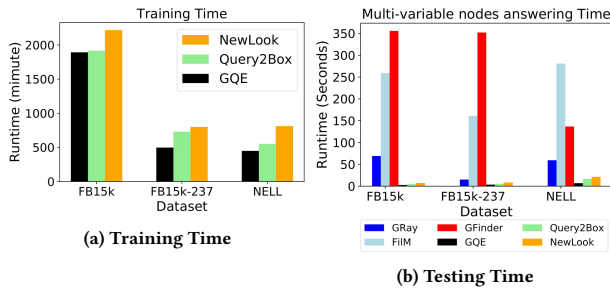 Training Time
Runtime (mimute)
2000
1500
1000
500
0
NewLook
Query2Box
GQE
FB15k
FB15k-237
NELL
Dataset
(a) Training Time
Multi-variable nodes answering Time
Runtime (Seconds)
350
300
250
200
150
100
50
0
FB15k
FB15k-237
NELL
Dataset
GRay
GFinder
Query2Box
FilM
GQE
NewLook
(b) Testing Time